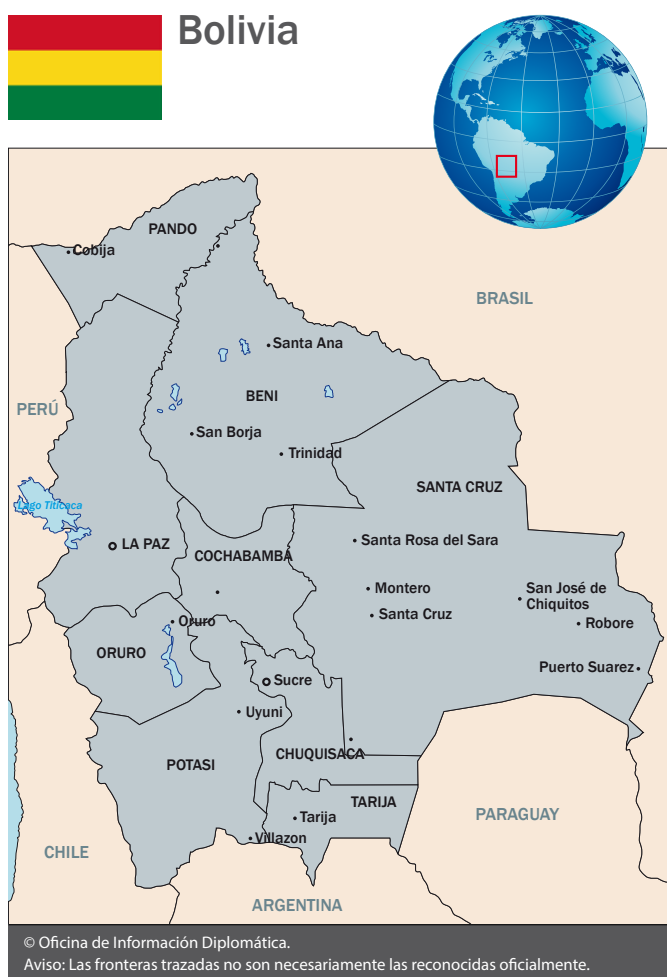 Bolivia
PANDO
Cobija
BRASIL
Santa Ana
BENI
PERÚ
San Borja
Trinidad
SANTA CRUZ
Lago Titicaca
LA PAZ
Santa Rosa del Sara
COCHABAMBA
Montero
San José de
Chiquitos
Santa Cruz
Oruro
Robore
ORURO
Puerto Suarez
Sucre
Uyuni
CHUQUISACA
POTASI
TARIJA
Tarija
PARAGUAY
Villazon
CHILE
ARGENTINA
© Oficina de Información Diplomática.
Aviso: Las fronteras trazadas no son necesariamente las reconocidas oficialmente.